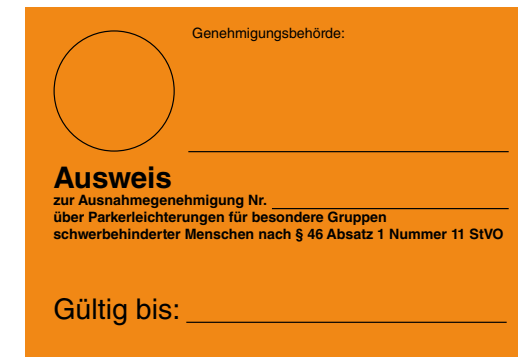 Genehmigungsbehörde:
Ausweis
zur Ausnahmegenehmigung Nr.
über Parkerleichterungen für besondere Gruppen
schwerbehinderter Menschen nach § 46 Absatz 1 Nummer 11 StVO
Gültig bis: